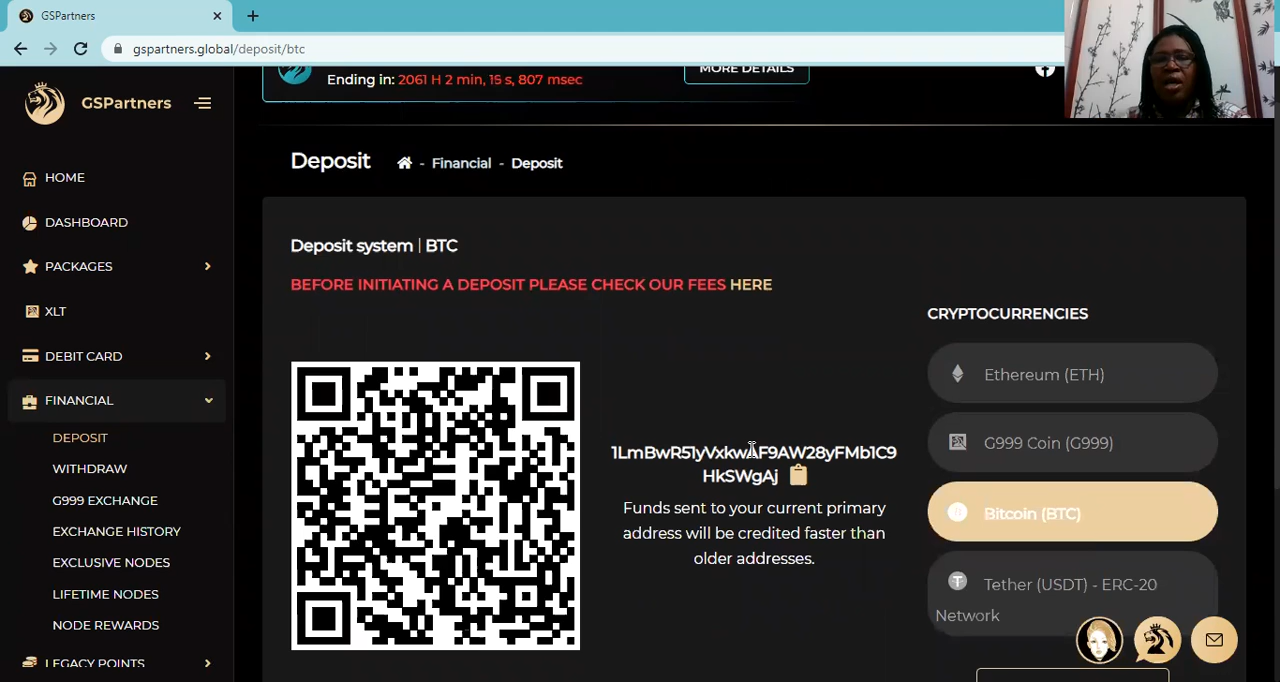 GSPartners
gspartners.global/deposit/btc
GSPartners
MORE DETAILS
Ending in: 2061 H 2 min, 15 s, 807 msec
HOME
DASHBOARD
PACKAGES
XLT
DEBIT CARD
FINANCIAL
DEPOSIT
WITHDRAW
G999 EXCHANGE
EXCHANGE HISTORY
EXCLUSIVE NODES
LIFETIME NODES
NODE REWARDS
LEGACY POINTS
Deposit - Financial - Deposit
Deposit system | BTC
BEFORE INITIATING A DEPOSIT PLEASE CHECK OUR FEES HERE
1LmBwR51yVxkwAF9AW28yFMb1C9
HkSWgAj
Funds sent to your current primary
address will be credited faster than
older addresses.
CRYPTOCURRENCIES
Ethereum (ETH)
G999 Coin (G999)
Bitcoin (BTC)
Tether (USDT) - ERC-20
Network